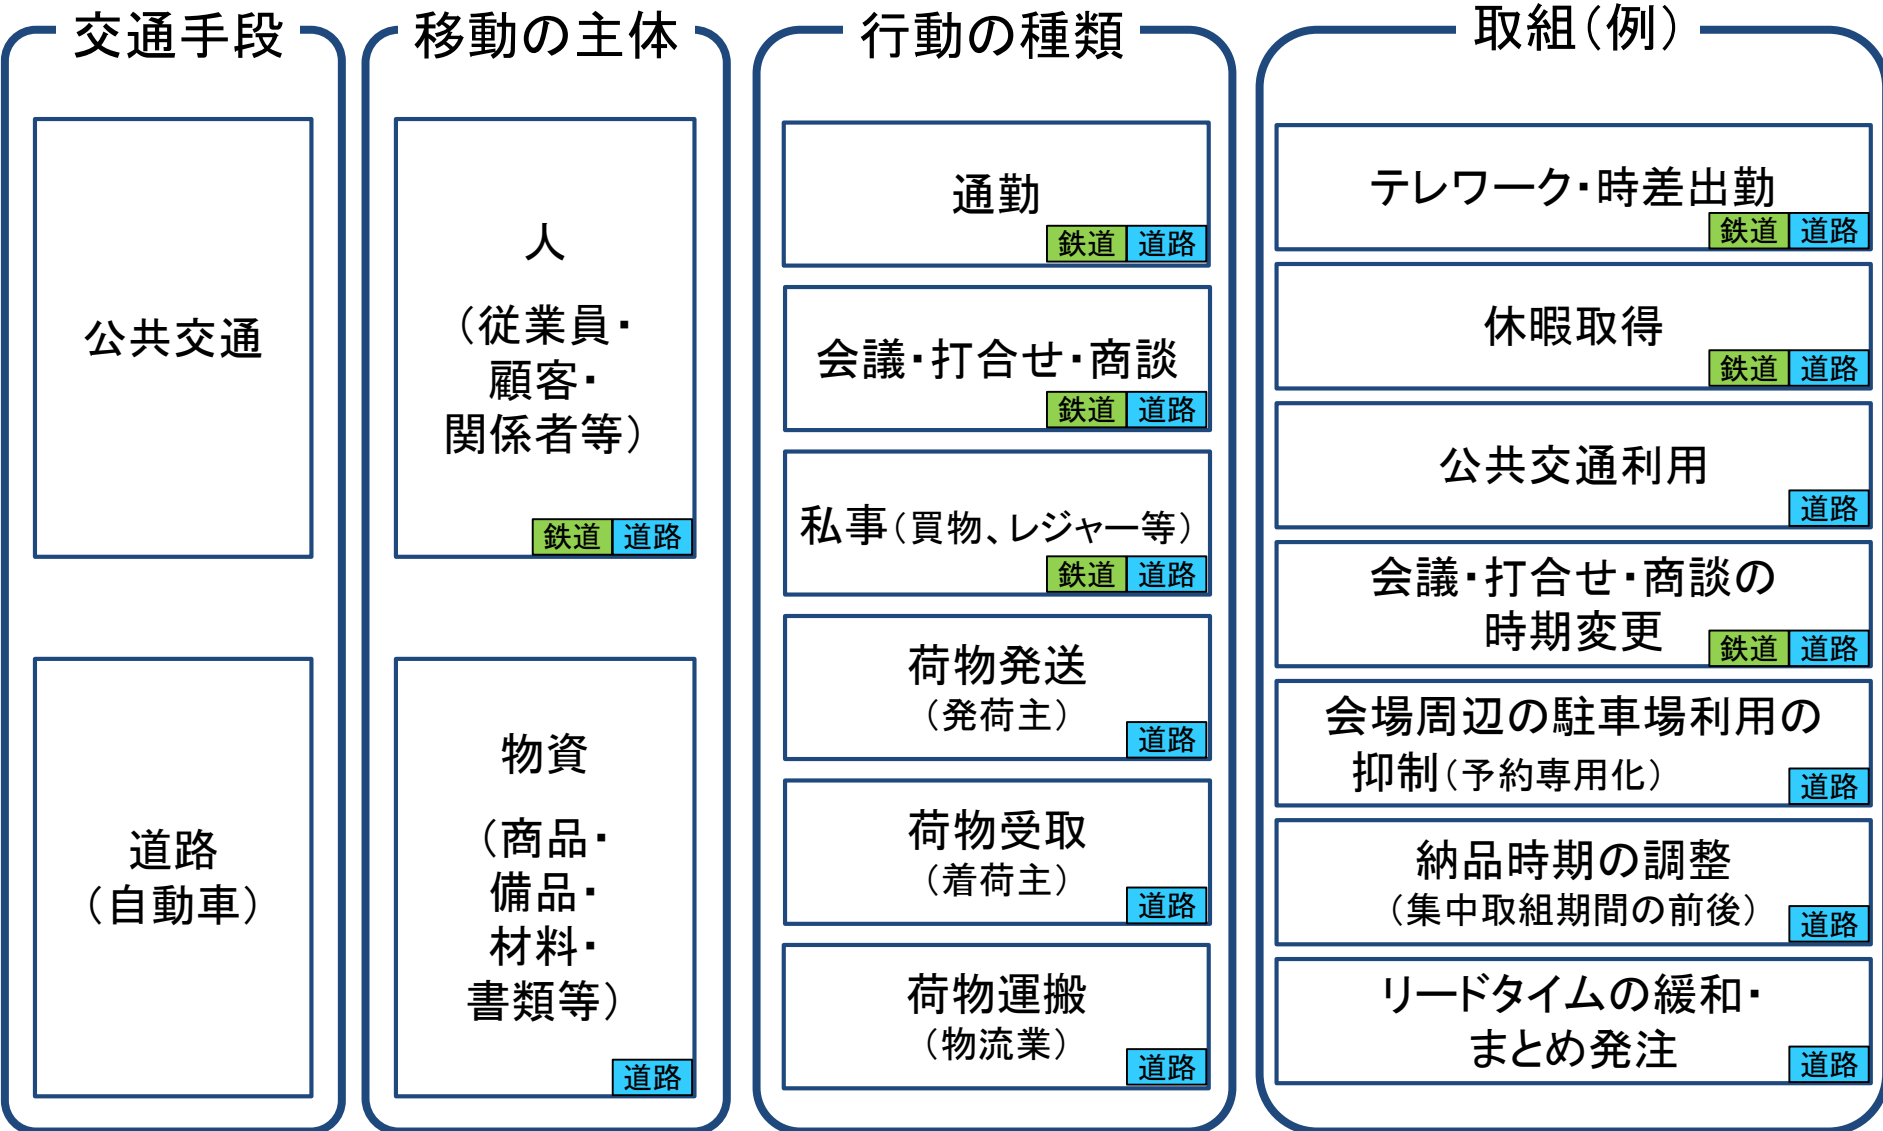 交通手段
公共交通
道路
（自動車）
移動の主体
人
（従業員・
顧客・
関係者等）
鉄道 道路
物資
（商品・
備品・
材料・
書類等）
道路
行動の種類
通勤
鉄道 道路
会議・打合せ・商談
鉄道 道路
私事（買物、レジャー等）
鉄道 道路
荷物発送
（発荷主）
道路
荷物受取
（着荷主）
道路
荷物運搬
（物流業）
道路
取組（例）
テレワーク・時差出勤
鉄道 道路
休暇取得
鉄道 道路
公共交通利用
道路
会議・打合せ・商談の
時期変更
鉄道 道路
会場周辺の駐車場利用の
抑制（予約専用化）
道路
納品時期の調整
（集中取組期間の前後）
道路
リードタイムの緩和・
まとめ発注
道路